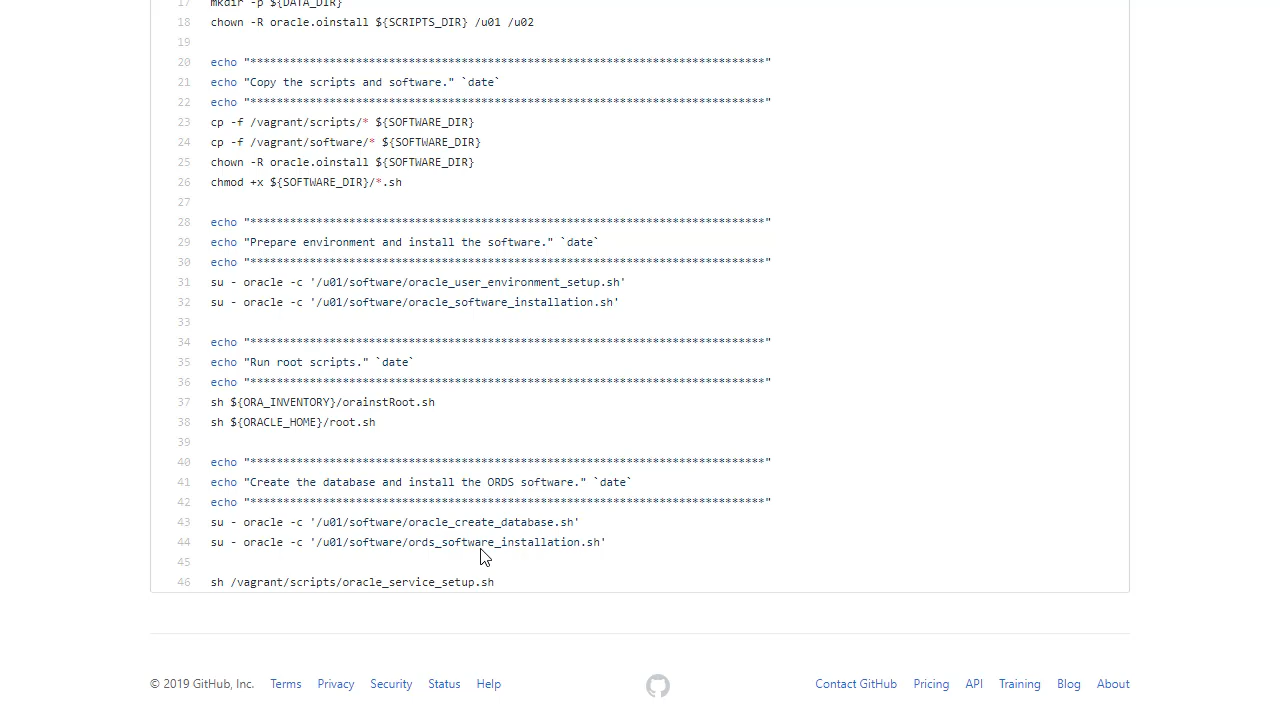 17 mkdir -p ${DATA_DIR}
18 chown -R oracle.oinstall ${SCRIPTS_DIR} /u01 /u02
19
20 echo "******************************************************************************"
21 echo "Copy the scripts and software." `date`
22 echo "******************************************************************************"
23 cp -f /vagrant/scripts/* ${SOFTWARE_DIR}
24 cp -f /vagrant/software/* ${SOFTWARE_DIR}
25 chown -R oracle.oinstall ${SOFTWARE_DIR}
26 chmod +x ${SOFTWARE_DIR}/*.sh
27
28 echo "******************************************************************************"
29 echo "Prepare environment and install the software." `date`
30 echo "******************************************************************************"
31 su - oracle -c '/u01/software/oracle_user_environment_setup.sh'
32 su - oracle -c '/u01/software/oracle_software_installation.sh'
33
34 echo "******************************************************************************"
35 echo "Run root scripts." `date`
36 echo "******************************************************************************"
37 sh ${ORA_INVENTORY}/orainstRoot.sh
38 sh ${ORACLE_HOME}/root.sh
39
40 echo "******************************************************************************"
41 echo "Create the database and install the ORDS software." `date`
42 echo "******************************************************************************"
43 su - oracle -c '/u01/software/oracle_create_database.sh'
44 su - oracle -c '/u01/software/ords_software_installation.sh'
45
46 sh /vagrant/scripts/oracle_service_setup.sh
© 2019 GitHub, Inc. Terms Privacy Security Status Help Contact GitHub Pricing API Training Blog About